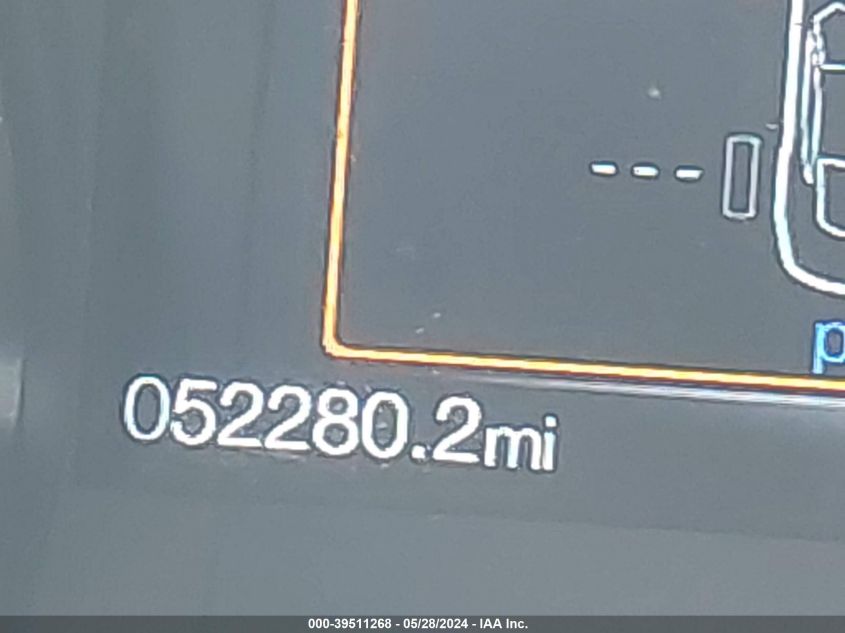 ---
p
052280.2mi
000-39511268 - 05/28/2024 - IAA Inc.